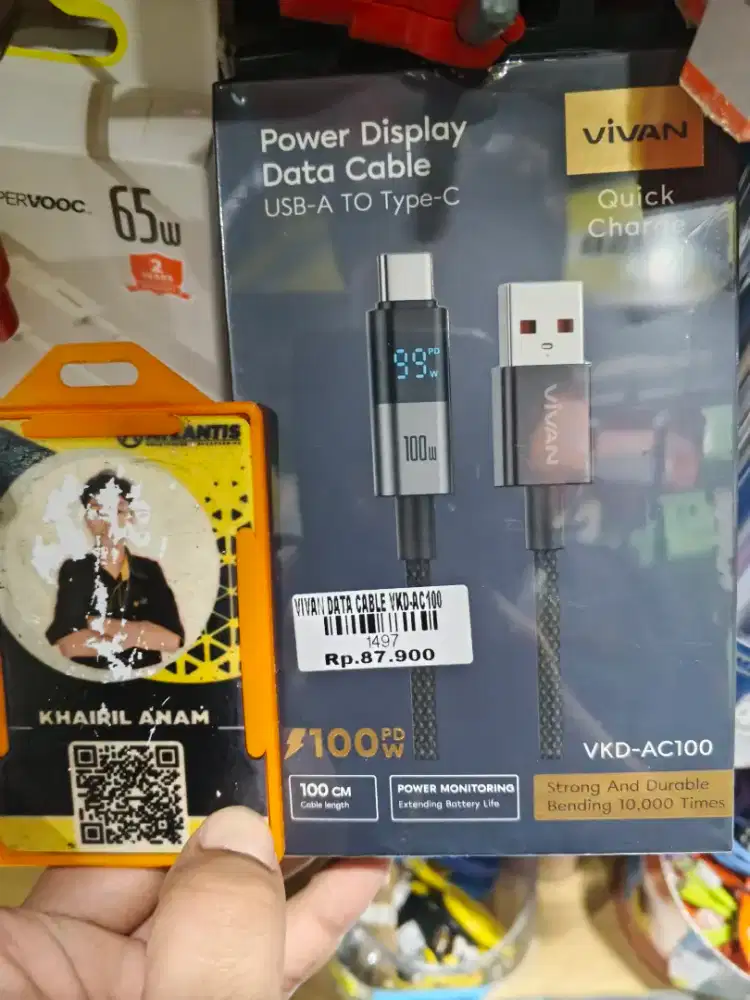 Power Display
Data Cable
USB-A TO Type-C
VIVAN
Quick
Charge
PERVOOC
65W
2
99 PD
W
100W
VIVAN
ATLANTIS
KHAIRIL ANAM
VIVAN DATA CABLE VKD-AC100
1497
Rp.87.900
100 PD
W
VKD-AC100
100 CM
Cable length
POWER MONITORING
Extending Battery Life
Strong And Durable
Bending 10,000 Times